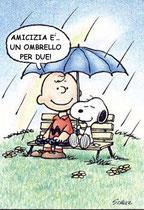 AMICIZIA E'..
UN OMBRELLO
PER DUE!